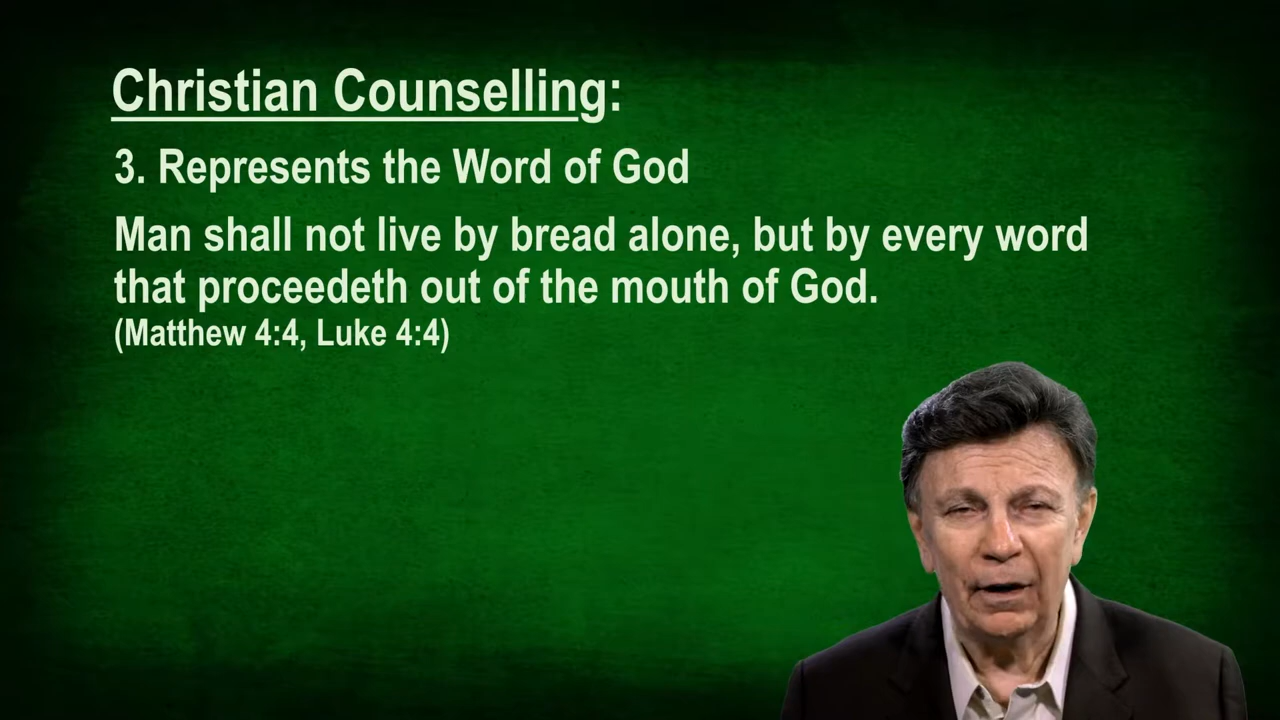 Christian Counselling:
3. Represents the Word of God
Man shall not live by bread alone, but by every word
that proceedeth out of the mouth of God.
(Matthew 4:4, Luke 4:4)